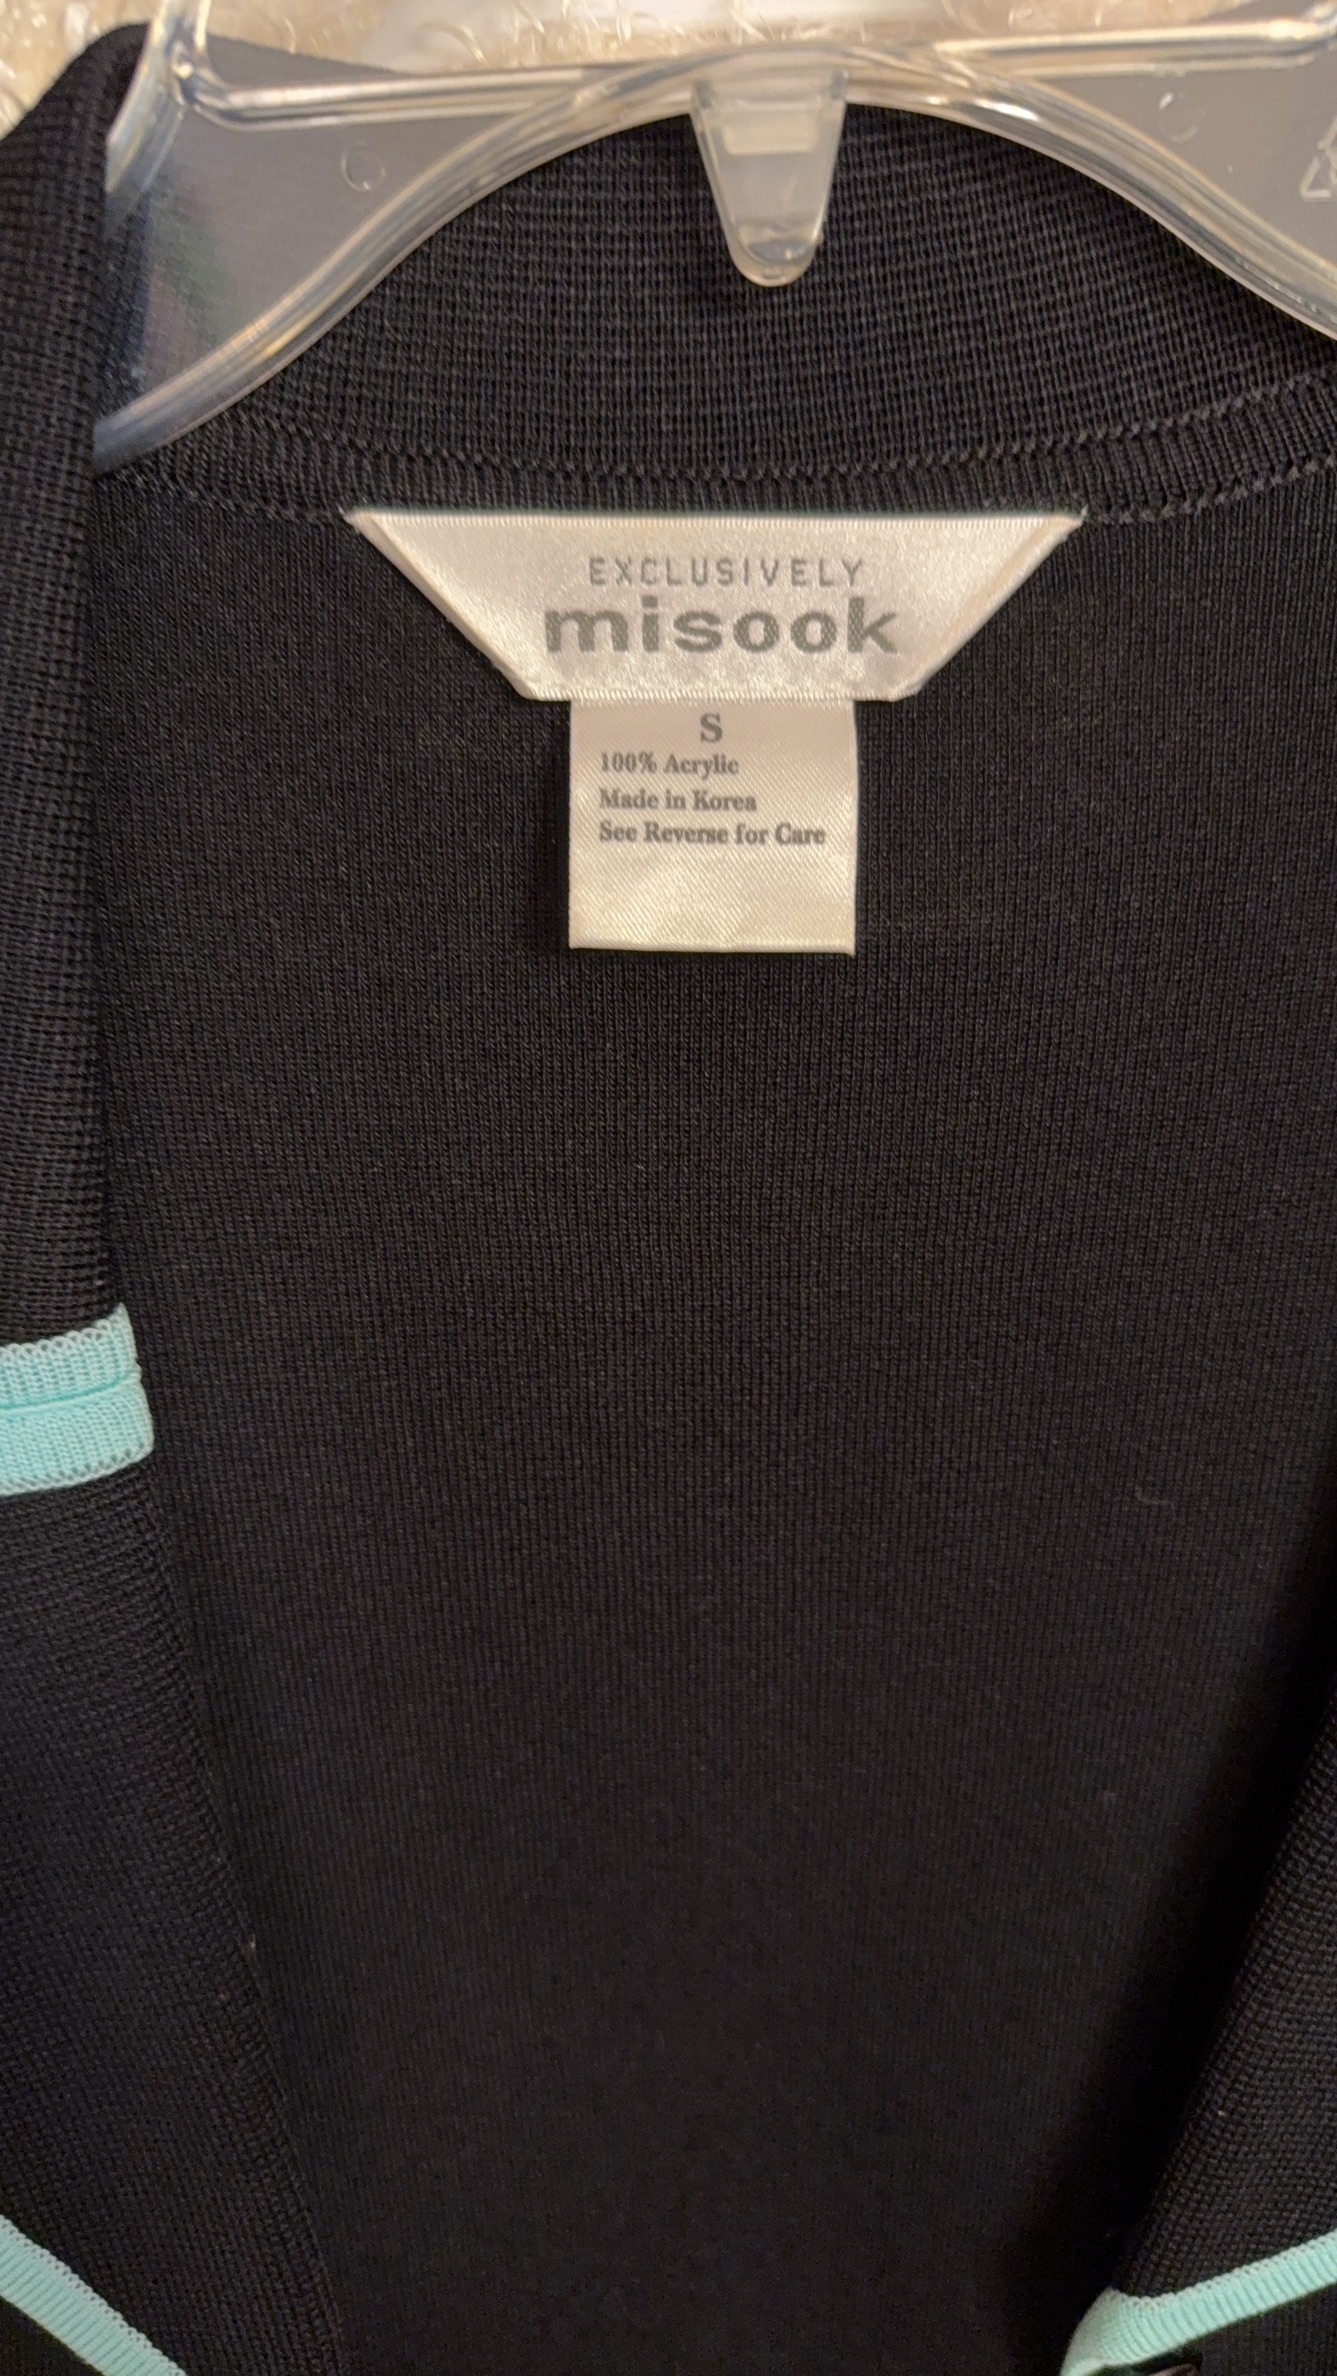 EXCLUSIVELY
misook
S
100% Acrylic
Made in Korea
See Reverse for Care